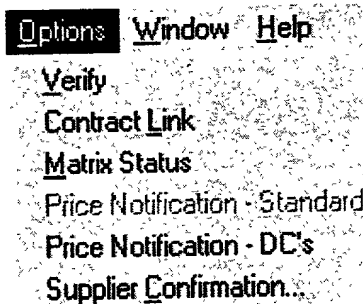 Options Window Help
Verify
Contract Link
Matrix Status
Price Notification - Standard
Price Notification - DC's
Supplier Confirmation...